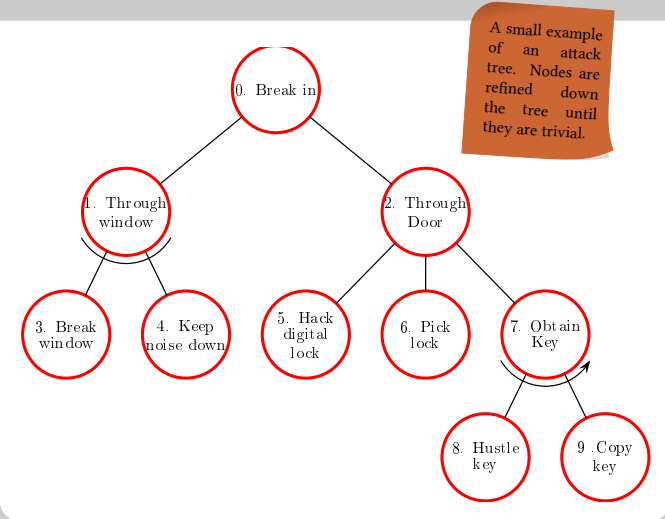 A small example
of an attack
tree. Nodes are
refined down
the tree until
they are trivial.
0. Break in
1. Through
window
2. Through
Door
3. Break
window
4. Keep
noise down
5. Hack
digital
lock
6. Pick
lock
7. Obtain
Key
8. Hustle
key
9 .Copy
key